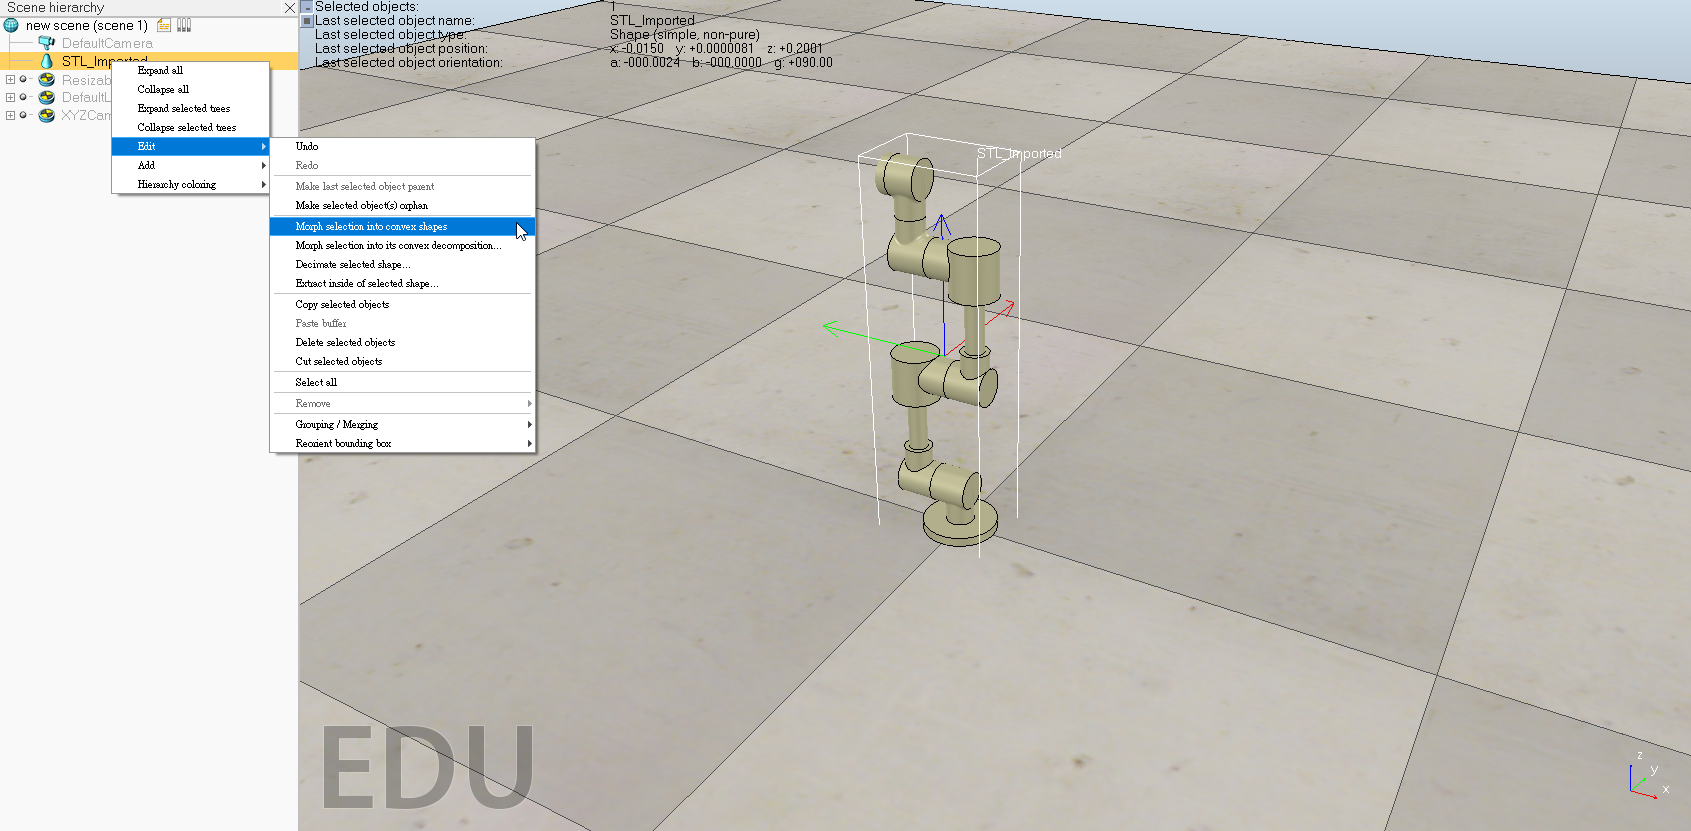 Scene hierarchy
new scene (scene 1)
DefaultCamera
STL_Imported
Resizab
DefaultL
XYZCam
Expand all
Collapse all
Expand selected trees
Collapse selected trees
Edit
Add
Hierarchy coloring
Undo
Redo
Make last selected object parent
Make selected object(s) orphan
Morph selection into convex shapes
Morph selection into its convex decomposition...
Decimate selected shape...
Extract inside of selected shape...
Copy selected objects
Paste buffer
Delete selected objects
Cut selected objects
Select all
Remove
Grouping / Merging
Reorient bounding box
Selected objects: 1
Last selected object name: STL_Imported
Last selected object type: Shape (simple, non-pure)
Last selected object position: x: -0.0150 y: +0.0000081 z: +0.2001
Last selected object orientation: a: -000.0024 b: -000.0000 g: +090.00
STL_Imported
EDU
z
y
x